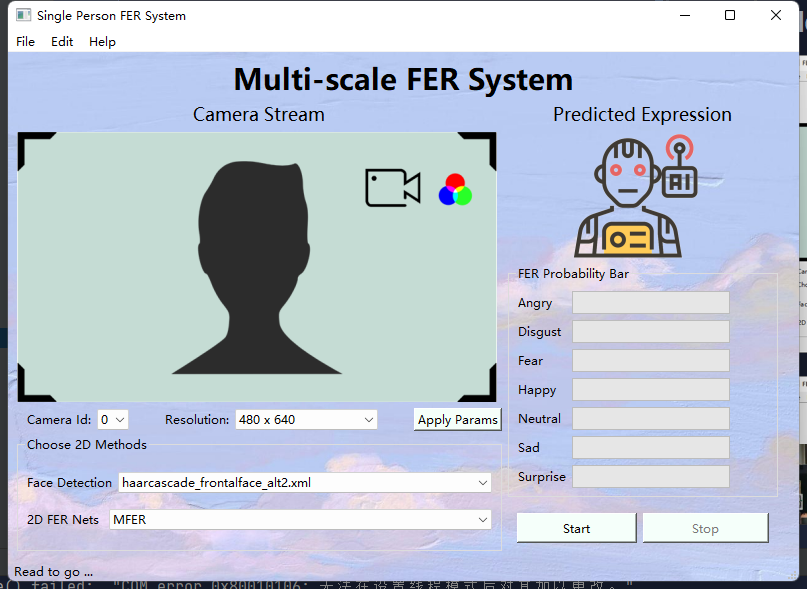 Single Person FER System
File Edit Help
Multi-scale FER System
Camera Stream
Predicted Expression
AI
FER Probability Bar
Angry
Disgust
Fear
Happy
Neutral
Sad
Surprise
Camera Id: 0 Resolution: 480 x 640 Apply Params
Choose 2D Methods
Face Detection haarcascade_frontalface_alt2.xml
2D FER Nets MFER
Start Stop
Read to go ...
failed: "COM error 0x80010106: 无法在设置线程模式后对其加以更改。"